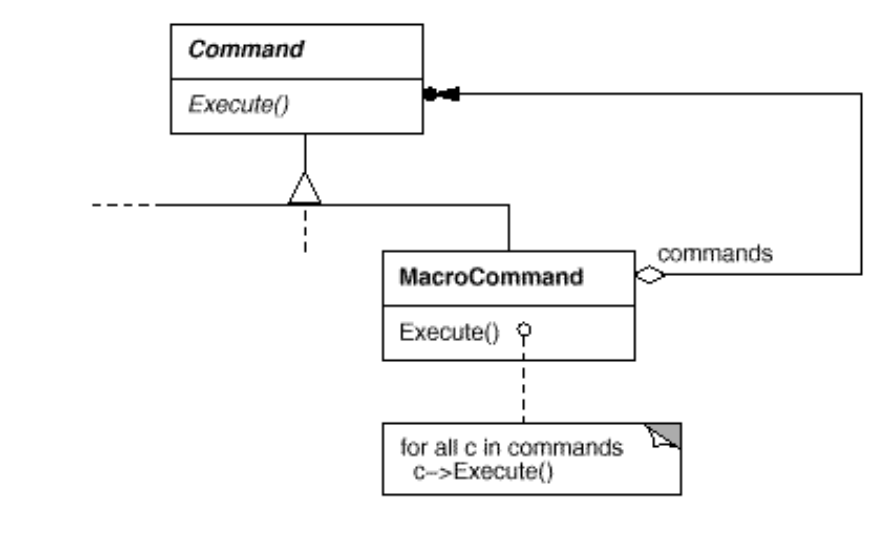 Command
Execute()
commands
MacroCommand
Execute()
for all c in commands
c->Execute()